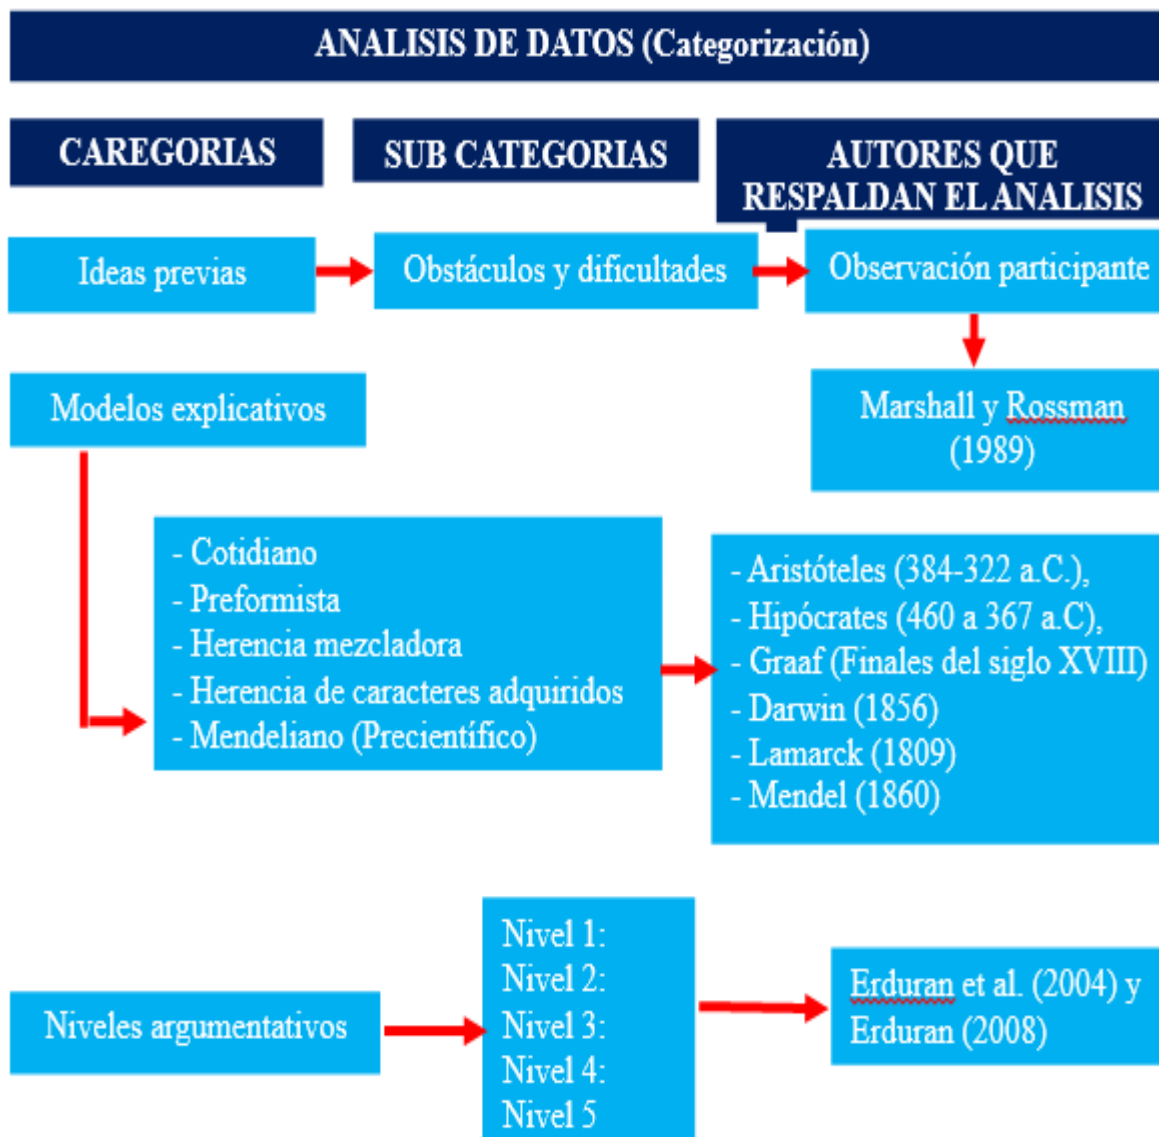 ANALISIS DE DATOS (Categorización)
CAREGORIAS
SUB CATEGORIAS
AUTORES QUE
RESPALDAN EL ANALISIS
Ideas previas
Obstáculos y dificultades
Observación participante
Marshall y Rossman
(1989)
Modelos explicativos
- Cotidiano
- Preformista
- Herencia mezcladora
- Herencia de caracteres adquiridos
- Mendeliano (Precientífico)
- Aristóteles (384-322 a.C.),
- Hipócrates (460 a 367 a.C),
- Graaf (Finales del siglo XVIII)
- Darwin (1856)
- Lamarck (1809)
- Mendel (1860)
Niveles argumentativos
Nivel 1:
Nivel 2:
Nivel 3:
Nivel 4:
Nivel 5
Erduran et al. (2004) y
Erduran (2008)